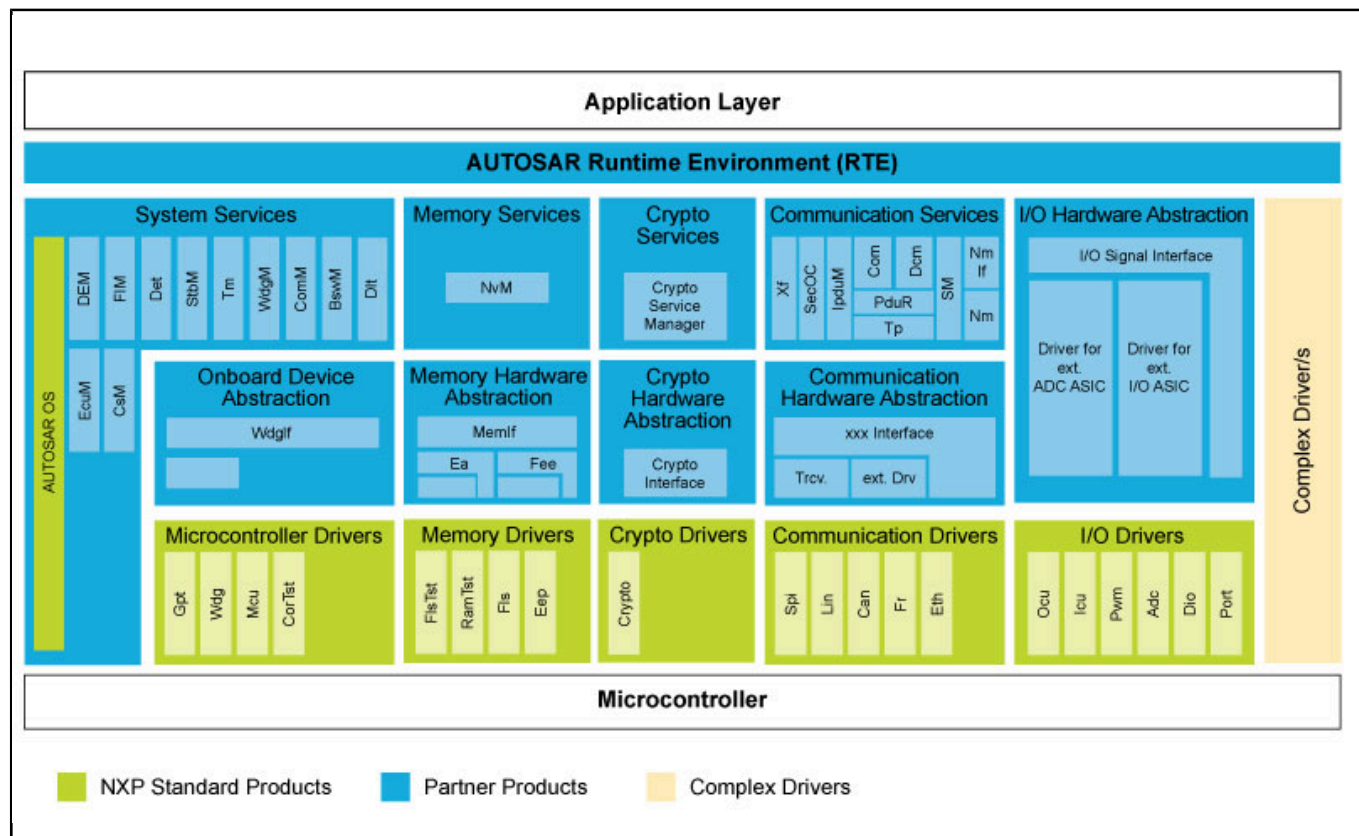 Application Layer
AUTOSAR Runtime Environment (RTE)
System Services
AUTOSAR OS
DEM
FIM
Det
StbM
Tm
WdgM
ComM
BswM
Dlt
EcuM
CsM
Memory Services
NvM
Crypto
Services
Crypto
Service
Manager
Communication Services
Xf
SecOC
IpduM
Com
Dcm
PduR
Tp
SM
Nm
If
Nm
I/O Hardware Abstraction
I/O Signal Interface
Driver for
ext.
ADC ASIC
Driver for
ext.
I/O ASIC
Complex Driver/s
Onboard Device
Abstraction
WdgIf
Memory Hardware
Abstraction
MemIf
Ea
Fee
Crypto
Hardware
Abstraction
Crypto
Interface
Communication
Hardware Abstraction
xxx Interface
Trcv.
ext. Drv
Microcontroller Drivers
Gpt
Wdg
Mcu
CorTst
Memory Drivers
FlsTst
RamTst
Fls
Eep
Crypto Drivers
Crypto
Communication Drivers
Spi
Lin
Can
Fr
Eth
I/O Drivers
Ocu
Icu
Pwm
Adc
Dio
Port
Microcontroller
NXP Standard Products
Partner Products
Complex Drivers